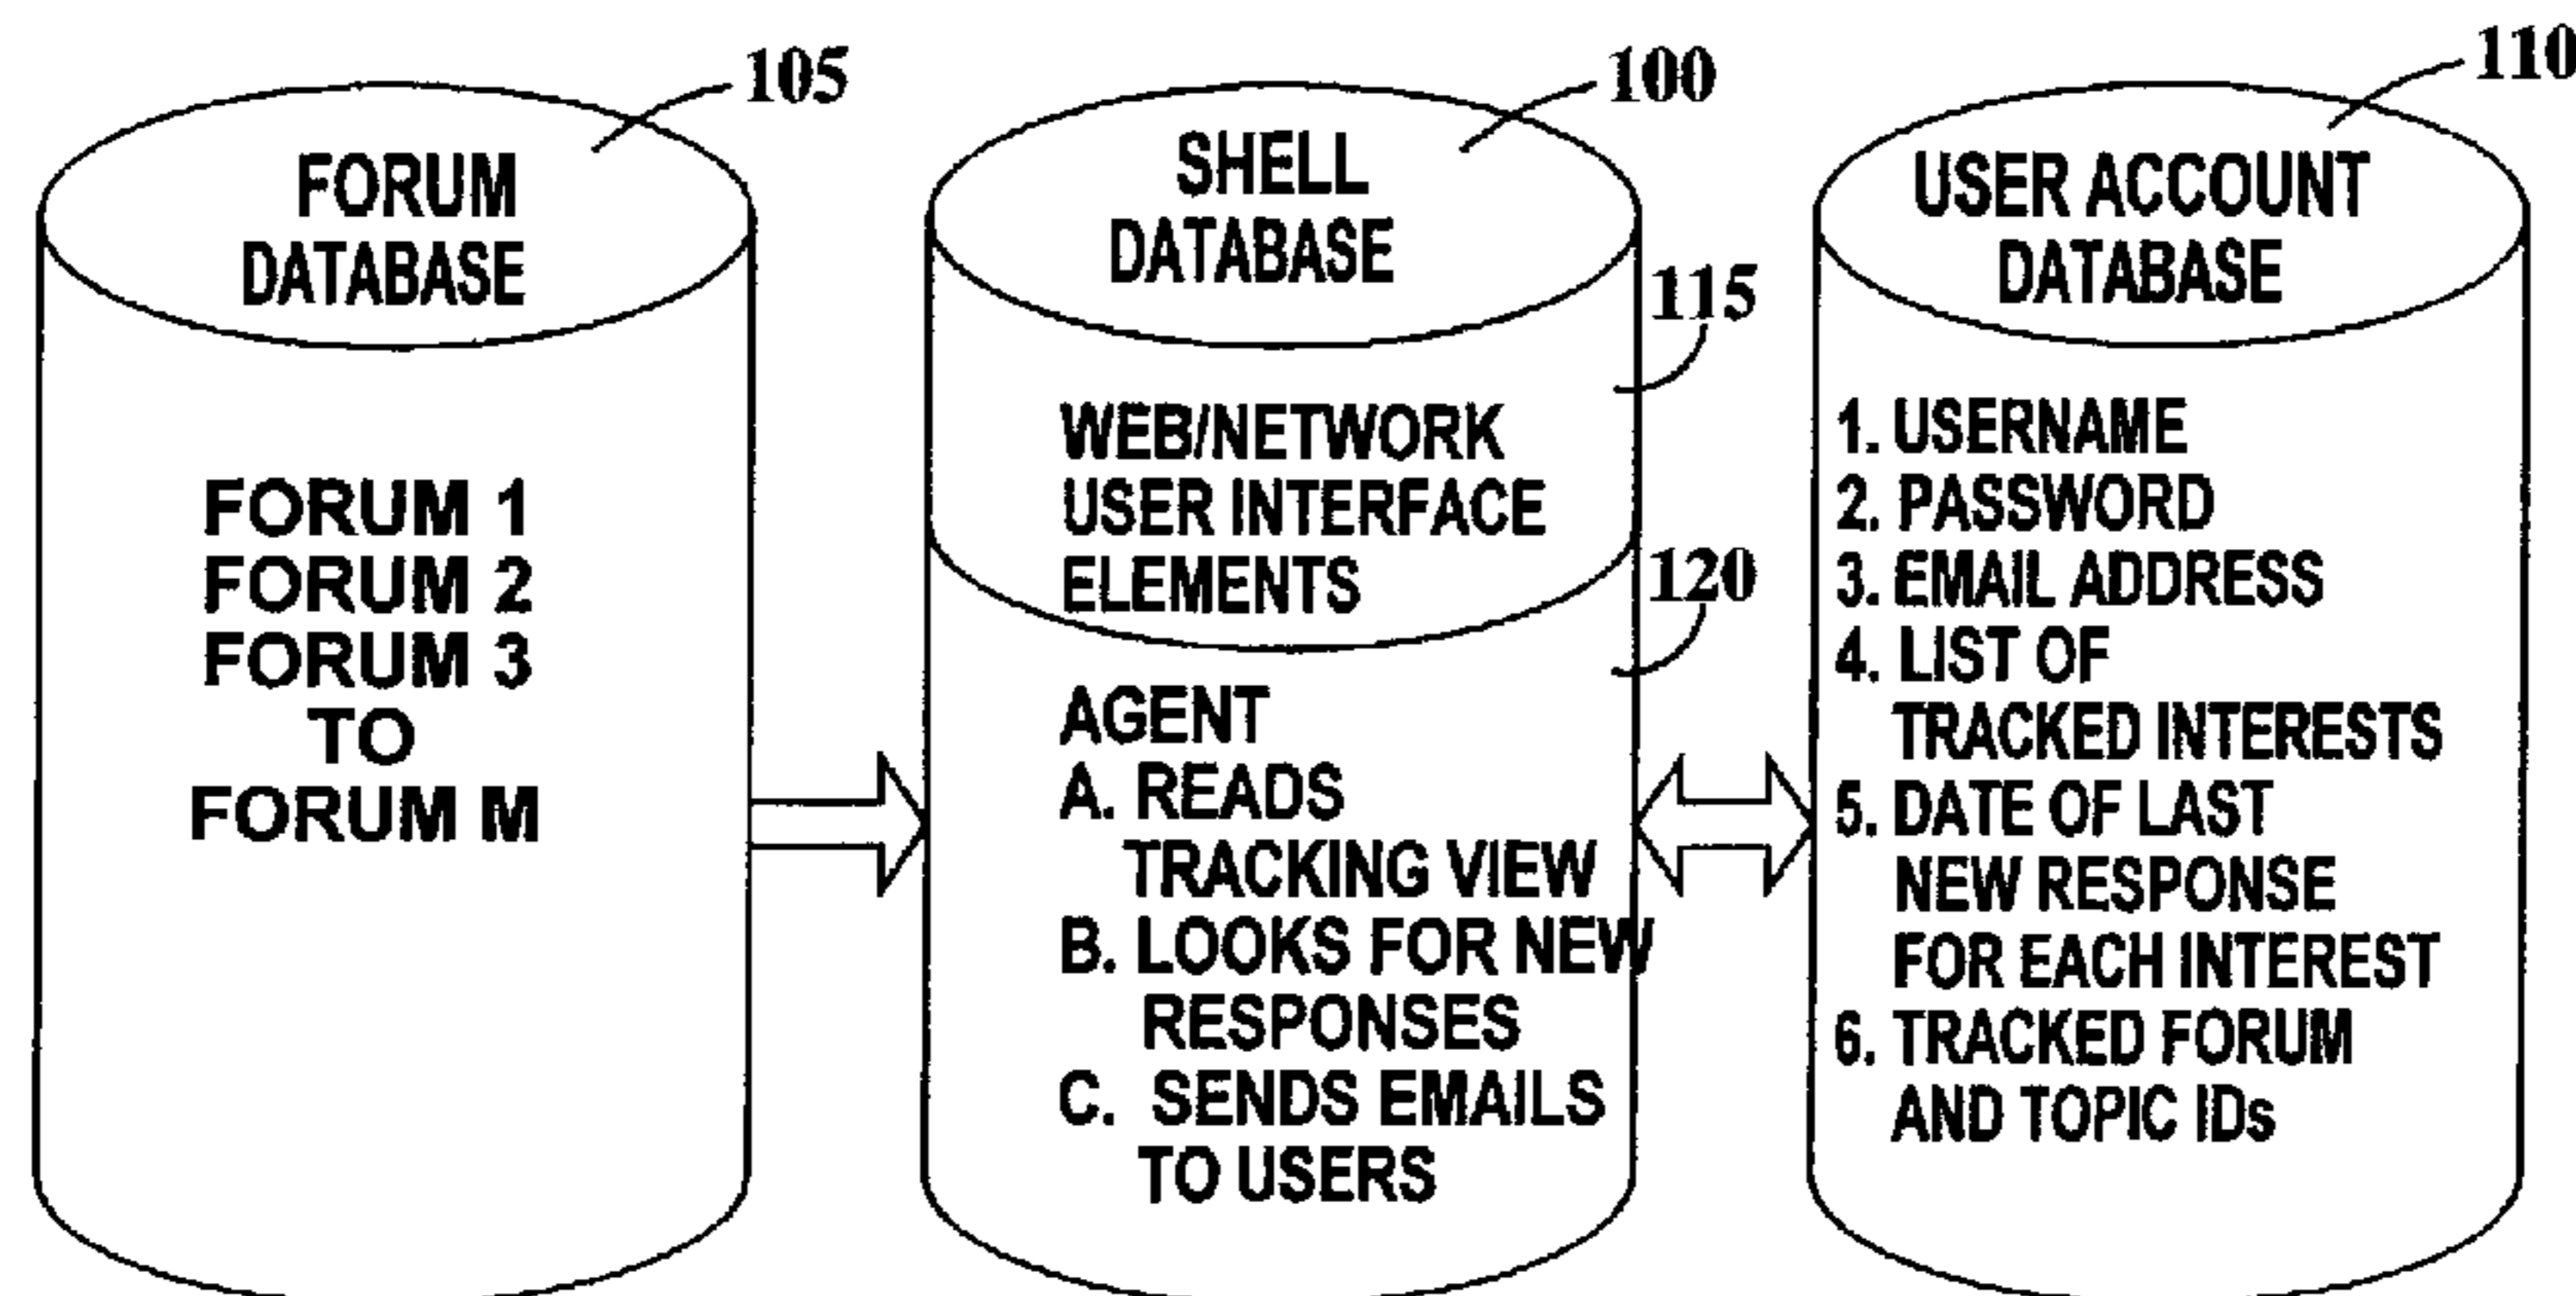 105
FORUM
DATABASE
FORUM 1
FORUM 2
FORUM 3
TO
FORUM M
100
SHELL
DATABASE
115
WEB/NETWORK
USER INTERFACE
ELEMENTS
120
AGENT
A. READS
TRACKING VIEW
B. LOOKS FOR NEW
RESPONSES
C. SENDS EMAILS
TO USERS
110
USER ACCOUNT
DATABASE
1. USERNAME
2. PASSWORD
3. EMAIL ADDRESS
4. LIST OF
TRACKED INTERESTS
5. DATE OF LAST
NEW RESPONSE
FOR EACH INTEREST
6. TRACKED FORUM
AND TOPIC IDs